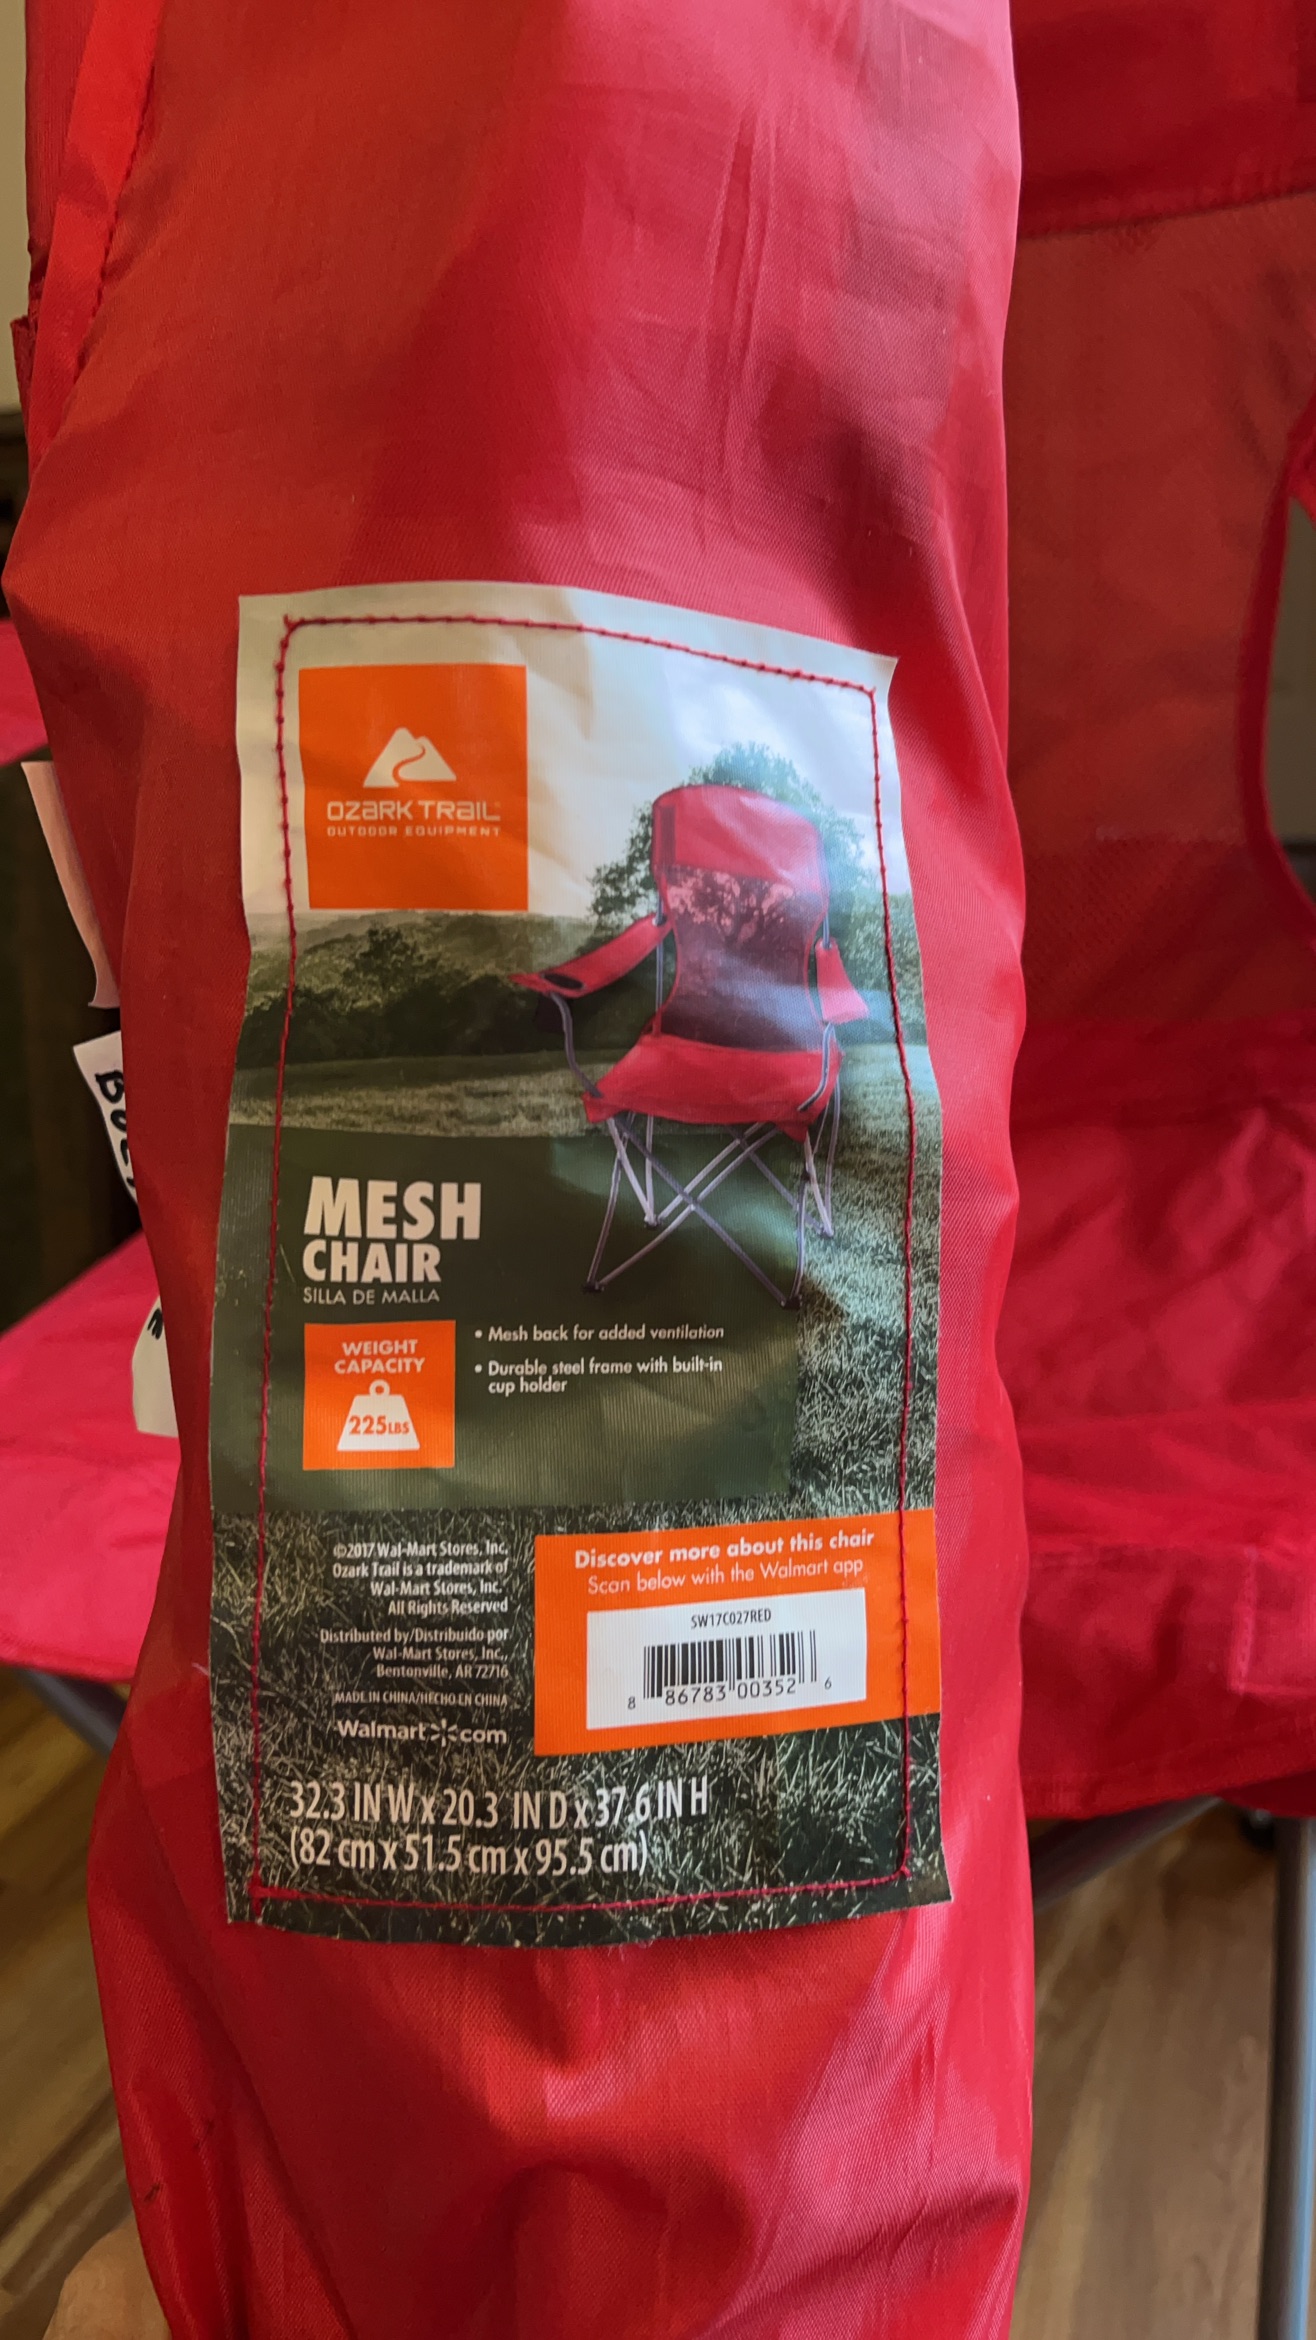 OZARK TRAIL
OUTDOOR EQUIPMENT
MESH
CHAIR
SILLA DE MALLA
WEIGHT
CAPACITY
225 LBS
• Mesh back for added ventilation
• Durable steel frame with built-in
cup holder
©2017 Wal-Mart Stores, Inc.
Ozark Trail is a trademark of
Wal-Mart Stores, Inc.
All Rights Reserved
Distributed by/Distribuido por
Wal-Mart Stores, Inc.,
Bentonville, AR 72716
MADE IN CHINA/HECHO EN CHINA
Walmart.com
Discover more about this chair
Scan below with the Walmart app
SW17C027RED
8 86783 00352 6
32.3 IN W x 20.3 IN D x 37.6 IN H
(82 cm x 51.5 cm x 95.5 cm)